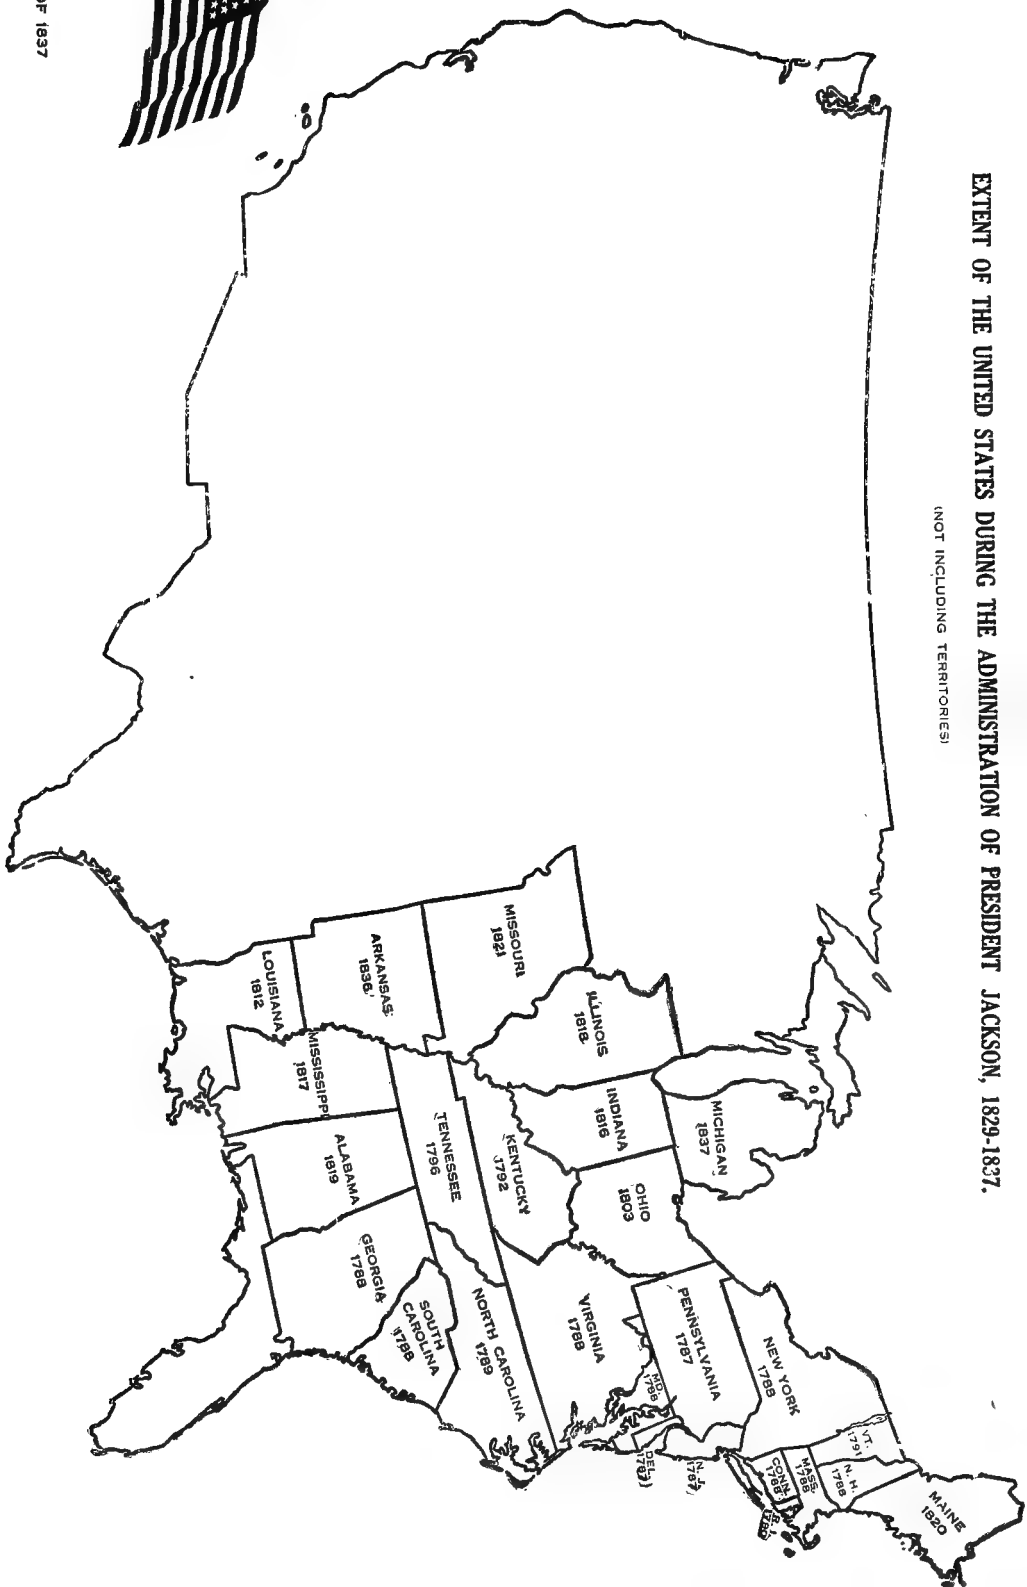 EXTENT OF THE UNITED STATES DURING THE ADMINISTRATION OF PRESIDENT JACKSON, 1829-1837.
(NOT INCLUDING TERRITORIES)
MAINE
1820
VT.
1791
N. H.
1788
MASS.
1788
CONN.
1788
R. I.
1790
NEW YORK
1788
N. J.
1787
PENNSYLVANIA
1787
DEL.
1787
MD.
1788
MICHIGAN
1837
OHIO
1803
INDIANA
1816
ILLINOIS
1818
VIRGINIA
1788
MISSOURI
1821
KENTUCKY
1792
NORTH CAROLINA
1789
TENNESSEE
1796
SOUTH
CAROLINA
1788
ARKANSAS
1836
GEORGIA
1788
ALABAMA
1819
MISSISSIPPI
1817
LOUISIANA
1812
OF 1837